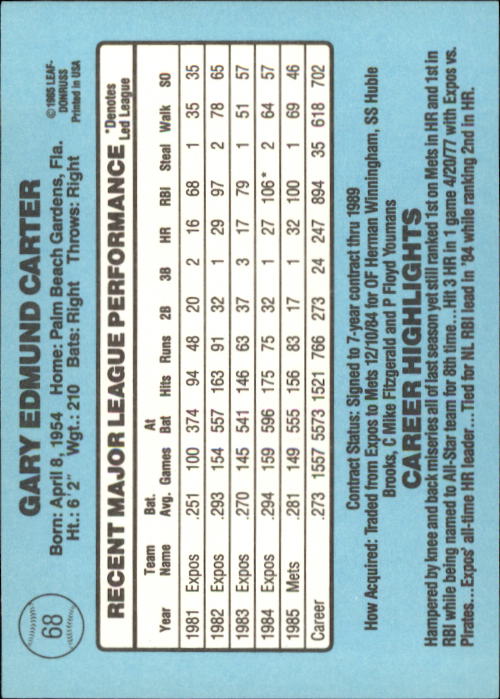 68
GARY EDMUND CARTER
Born: April 8, 1954 Home: Palm Beach Gardens, Fla.
Ht.: 6' 2" Wgt.: 210 Bats: Right Throws: Right
©1985 LEAF-
DONRUSS
Printed in USA
RECENT MAJOR LEAGUE PERFORMANCE
*Denotes
Led League
Team Bat. At
Year Name Avg. Games Bat Hits Runs 2B 3B HR RBI Steal Walk SO
1981 Expos .251 100 374 94 48 20 2 16 68 1 35 35
1982 Expos .293 154 557 163 91 32 1 29 97 2 78 65
1983 Expos .270 145 541 146 63 37 3 17 79 1 51 57
1984 Expos .294 159 596 175 75 32 1 27 106* 2 64 57
1985 Mets .281 149 555 156 83 17 1 32 100 1 69 46
Career .273 1557 5573 1521 766 273 24 247 894 35 618 702
Contract Status: Signed to 7-year contract thru 1989
How Acquired: Traded from Expos to Mets 12/10/84 for OF Herman Winningham, SS Huble
Brooks, C Mike Fitzgerald and P Floyd Youmans
CAREER HIGHLIGHTS
Hampered by knee and back miseries all of last season yet still ranked 1st on Mets in HR and 1st in
RBI while being named to All-Star team for 8th time...Hit 3 HR in 1 game 4/20/77 with Expos vs.
Pirates...Expos' all-time HR leader...Tied for NL RBI lead in '84 while ranking 2nd in HR.